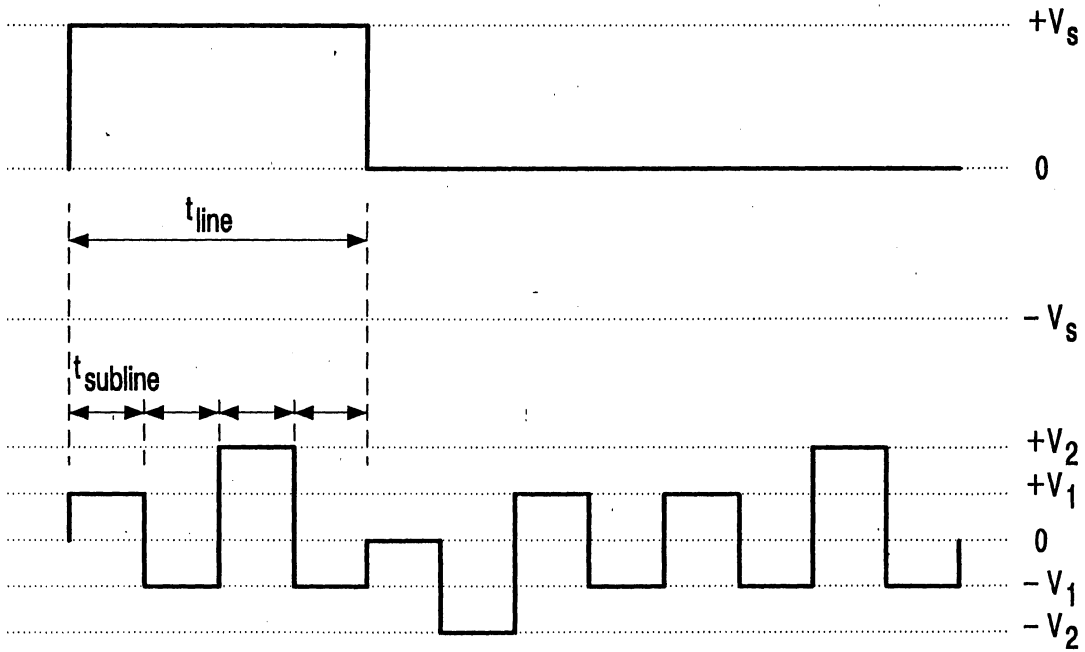 +Vs
0
tline
- Vs
tsubline
+V2
+V1
0
- V1
- V2